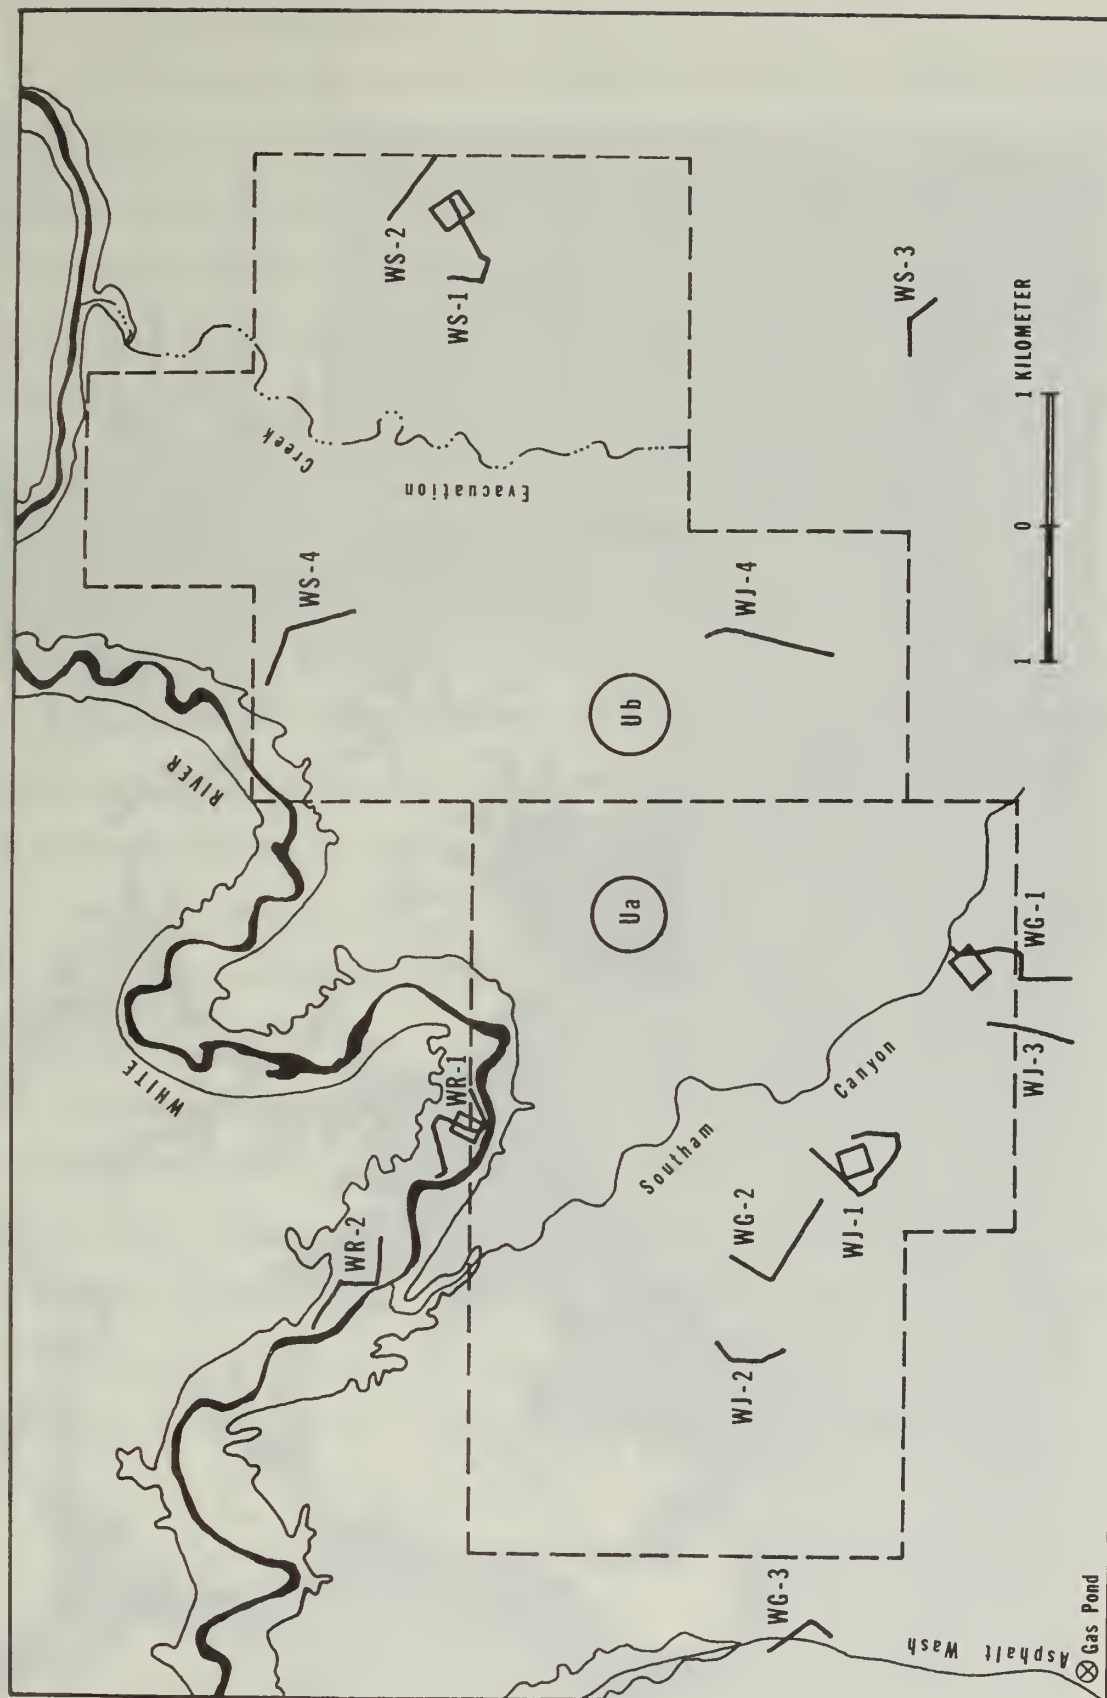 WHITE
RIVER
WS-4
Creek
Evacuation
WS-2
WS-1
WR-2
WR-1
Ua
Ub
WJ-4
WS-3
Southam
Canyon
WG-2
WJ-2
WJ-1
WJ-3
WG-1
WG-3
Asphalt Wash
Gas Pond
1 0 1 KILOMETER